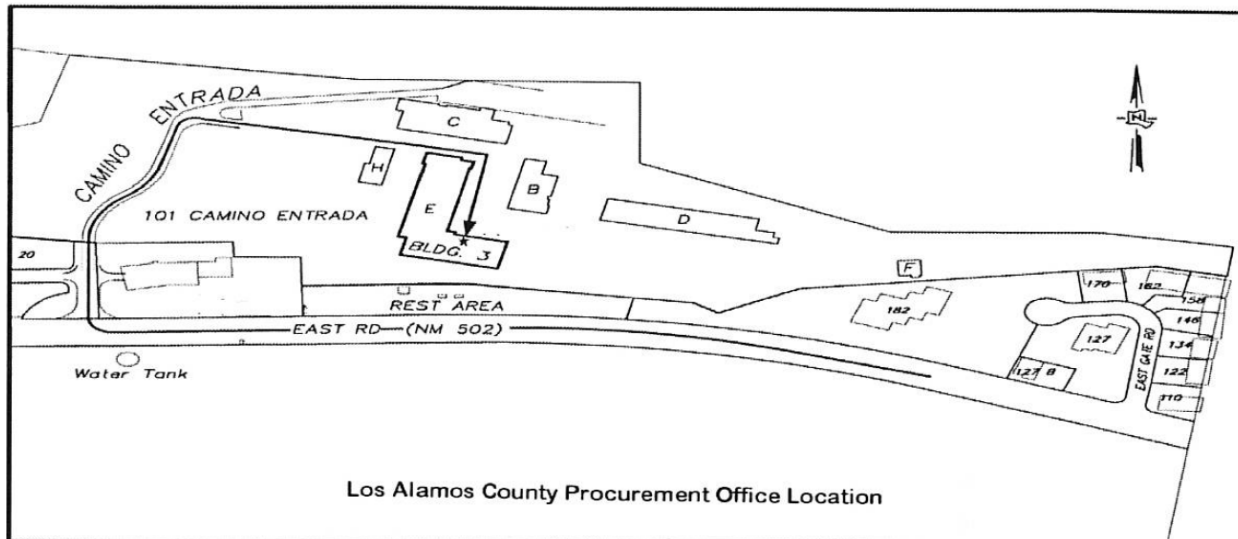 N
CAMINO ENTRADA
C
H
B
E
D
101 CAMINO ENTRADA
BLDG. 3
20
F
REST AREA
EAST RD (NM 502)
Water Tank
182
170
162
158
146
127
134
122
127 B
110
EAST GATE RD
Los Alamos County Procurement Office Location